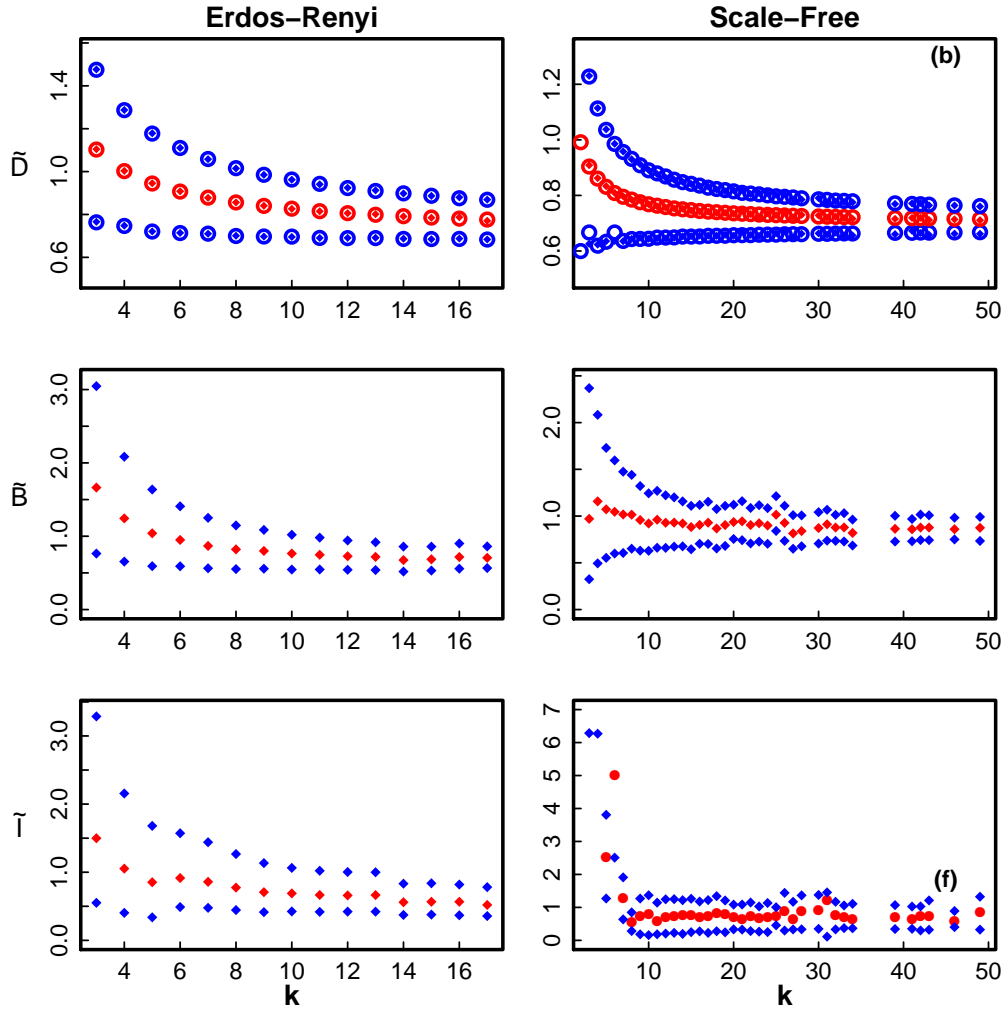 Erdos−Renyi
Scale−Free
D̃
0.6 1.0 1.4
4 6 8 10 12 14 16
(b)
0.6 0.8 1.0 1.2
10 20 30 40 50
B̃
0.0 1.0 2.0 3.0
4 6 8 10 12 14 16
0.0 1.0 2.0
10 20 30 40 50
Ĩ
0.0 1.0 2.0 3.0
4 6 8 10 12 14 16
k
(f)
0 1 2 3 4 5 6 7
10 20 30 40 50
k